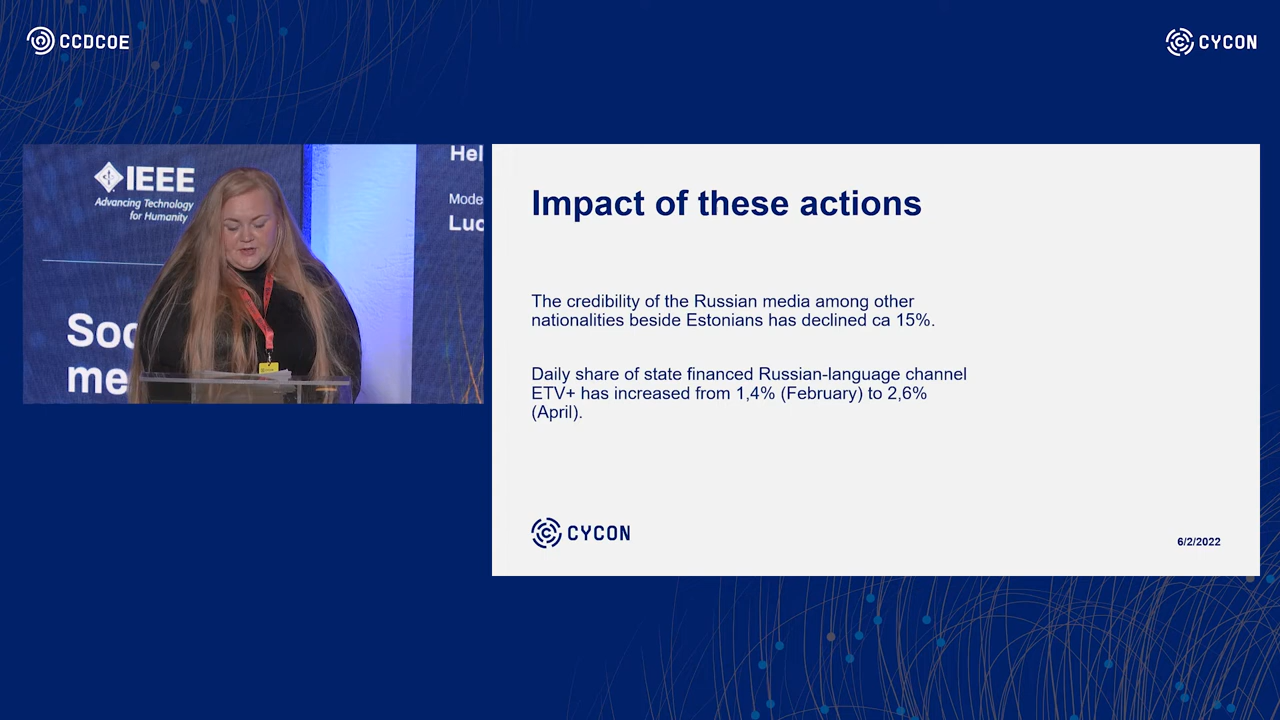 CCDCOE
CYCON
IEEE
Advancing Technology
for Humanity
Hel
Mode
Luc
Soc
me
Impact of these actions
The credibility of the Russian media among other
nationalities beside Estonians has declined ca 15%.
Daily share of state financed Russian-language channel
ETV+ has increased from 1,4% (February) to 2,6%
(April).
CYCON
6/2/2022